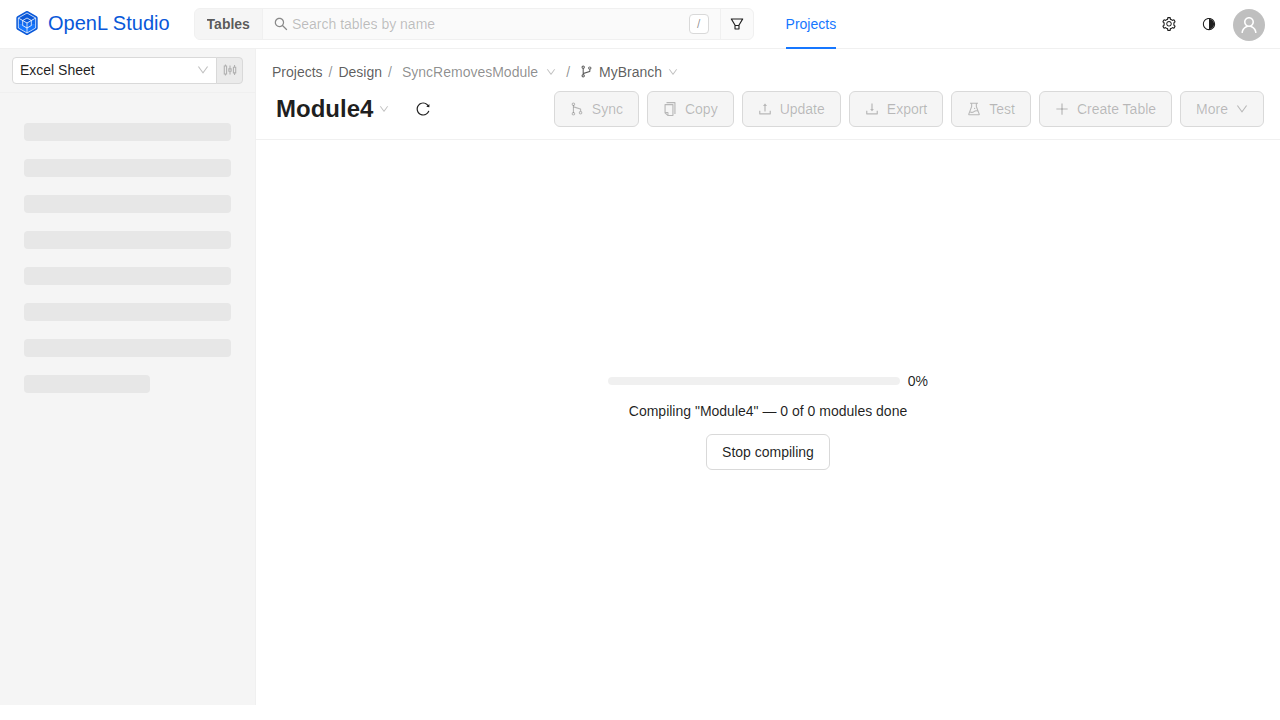 OpenL Studio
Tables
Search tables by name
/
Projects
Excel Sheet
Projects / Design / SyncRemovesModule / MyBranch
Module4
Sync
Copy
Update
Export
Test
Create Table
More
0%
Compiling "Module4" — 0 of 0 modules done
Stop compiling